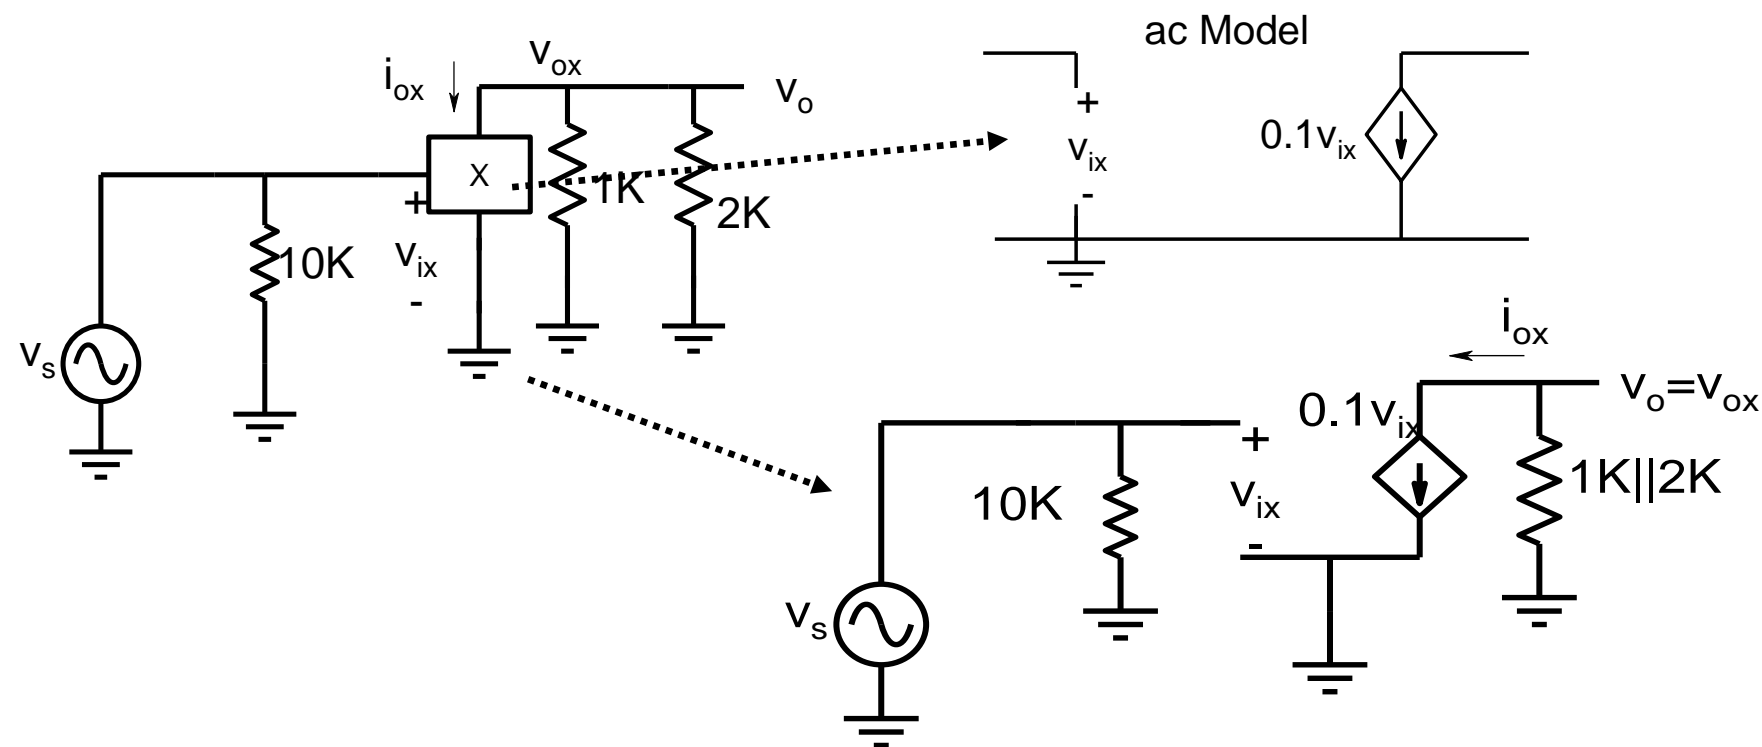 ac Model
v_ox
i_ox
v_o
X
1K
2K
10K
+
v_ix
-
v_s
+
v_ix
-
0.1v_ix
i_ox
v_o=v_ox
0.1v_ix
1K||2K
10K
+
v_ix
-
v_s